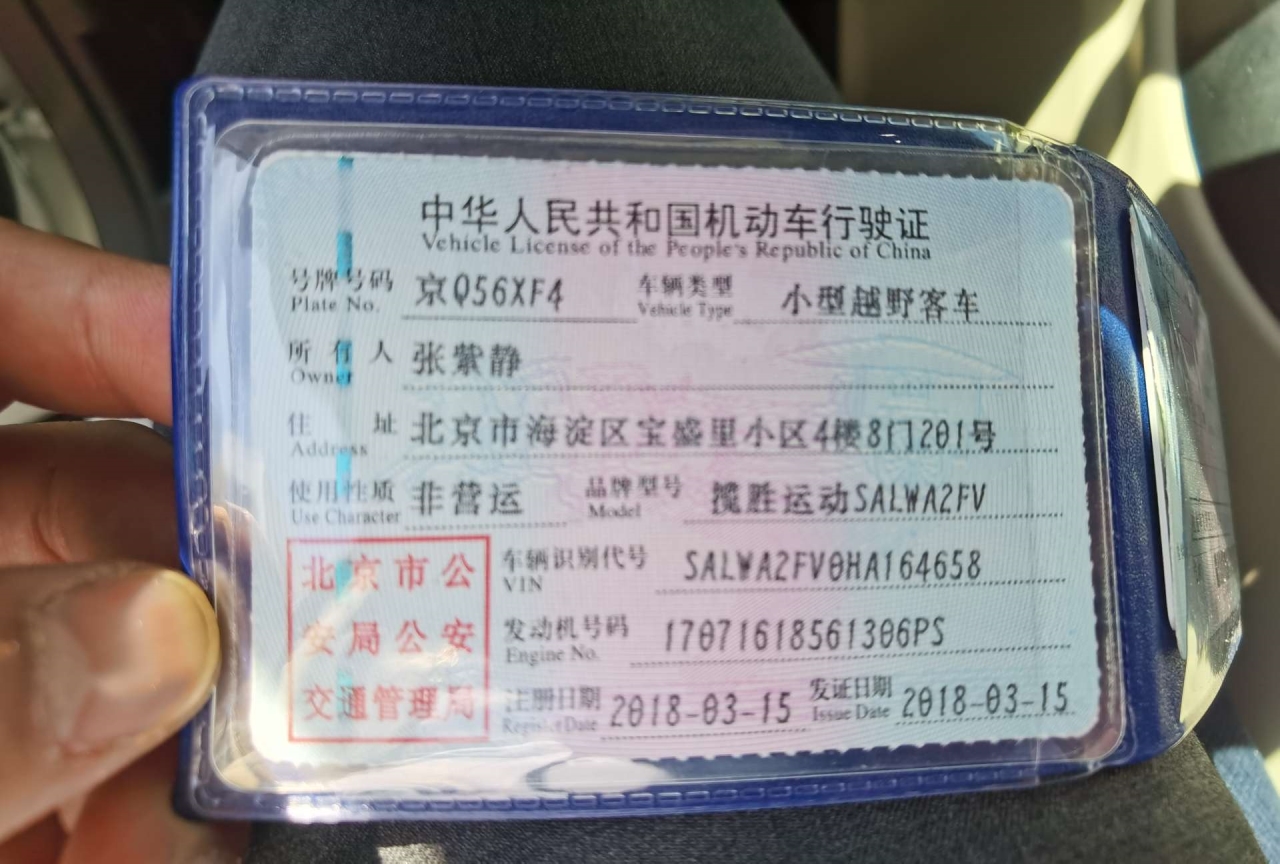 中华人民共和国机动车行驶证
Vehicle License of the People's Republic of China
号牌号码 京Q56XF4 车辆类型 小型越野客车
Plate No. Vehicle Type
所有人 张紫静
Owner
住址 北京市海淀区宝盛里小区4楼8门201号
Address
使用性质 非营运 品牌型号 揽胜运动SALWA2FV
Use Character Model
北京市公 车辆识别代号 SALWA2FV0HA164658
VIN
安局公安 发动机号码 17071618561306PS
Engine No.
交通管理局 注册日期 2018-03-15 发证日期 2018-03-15
Register Date Issue Date